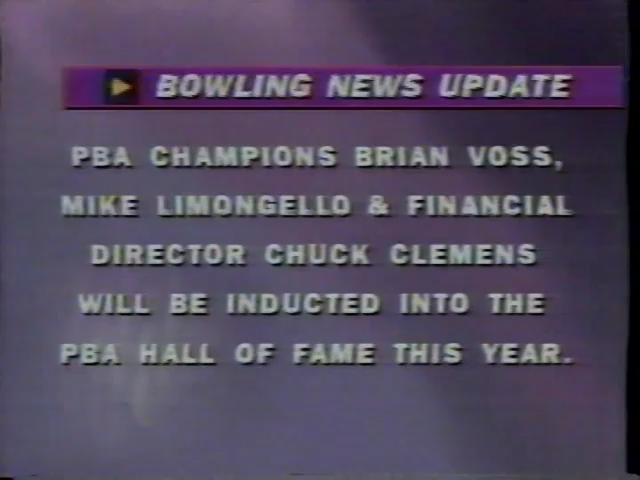 BOWLING NEWS UPDATE
PBA CHAMPIONS BRIAN VOSS,
MIKE LIMONGELLO & FINANCIAL
DIRECTOR CHUCK CLEMENS
WILL BE INDUCTED INTO THE
PBA HALL OF FAME THIS YEAR.